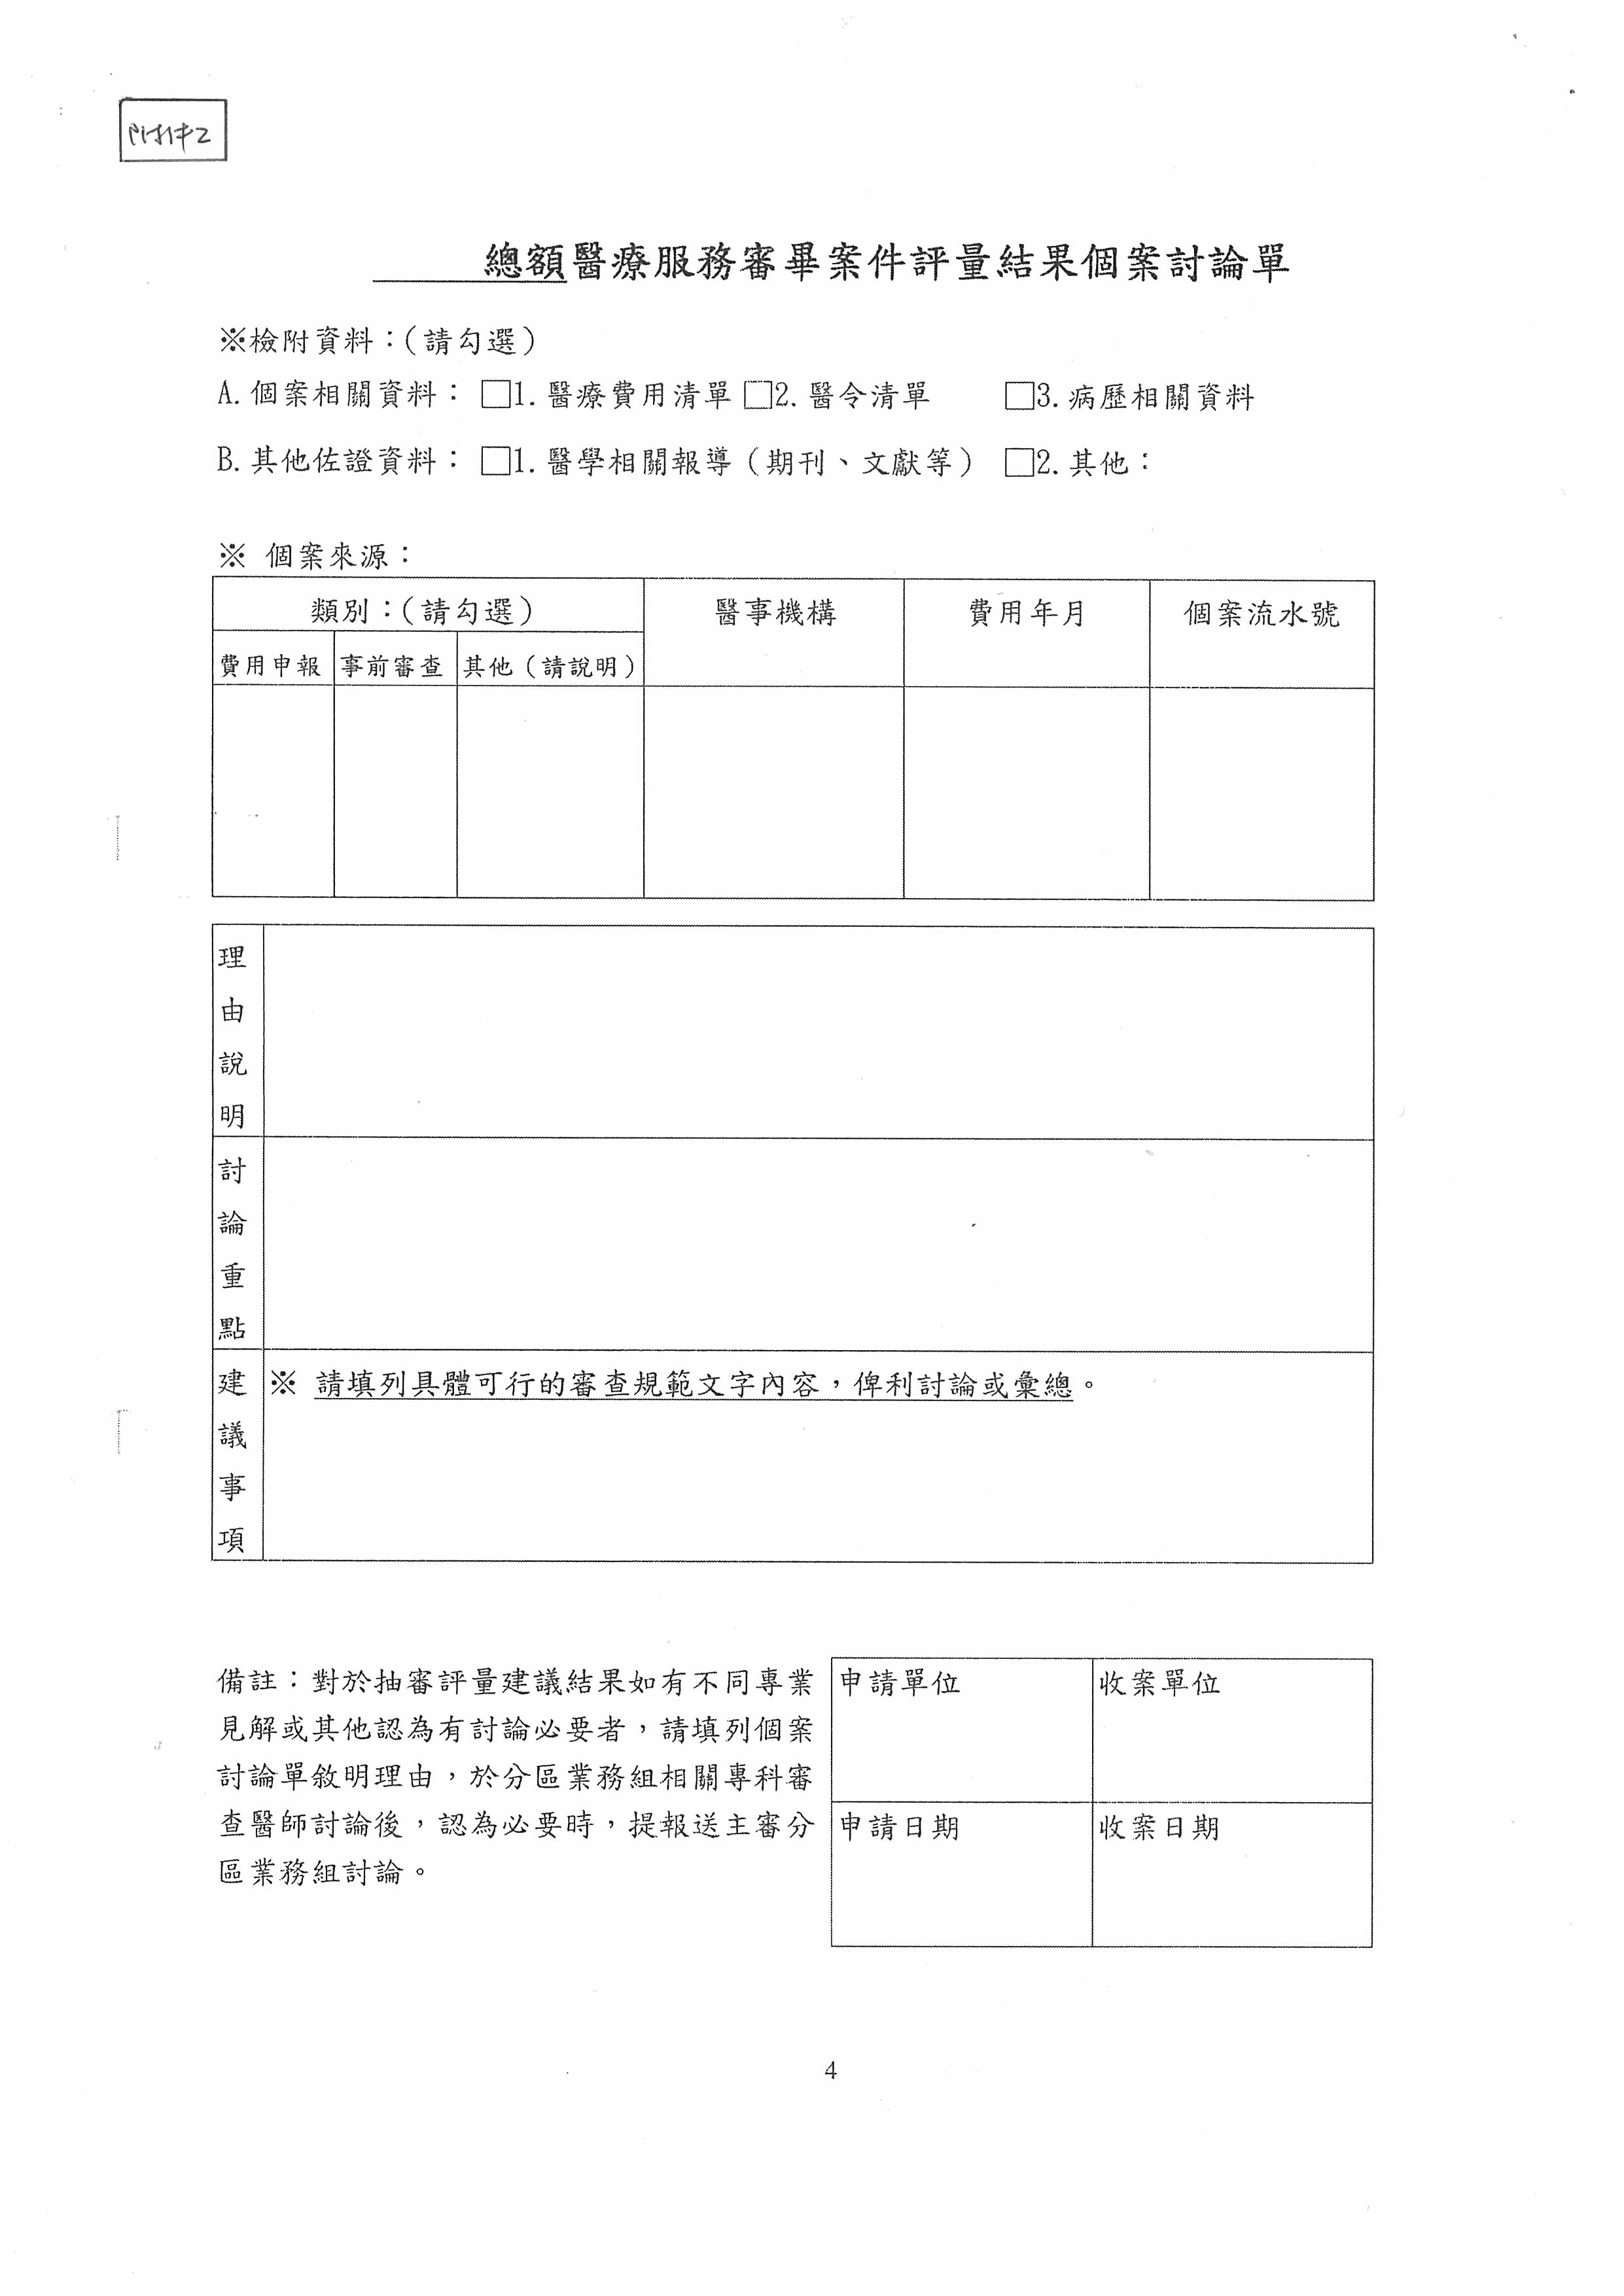 附件2
總額醫療服務審畢案件評量結果個案討論單
※檢附資料：（請勾選）
A. 個案相關資料： □1. 醫療費用清單 □2. 醫令清單 □3. 病歷相關資料
B. 其他佐證資料： □1. 醫學相關報導（期刊、文獻等） □2. 其他：
※ 個案來源：
類別：（請勾選） 醫事機構 費用年月 個案流水號
費用申報 事前審查 其他（請說明）
理由說明
討論重點
建議事項
※ 請填列具體可行的審查規範文字內容，俾利討論或彙總。
備註：對於抽審評量建議結果如有不同專業
見解或其他認為有討論必要者，請填列個案
討論單敘明理由，於分區業務組相關專科審
查醫師討論後，認為必要時，提報送主審分
區業務組討論。
申請單位 收案單位
申請日期 收案日期
4